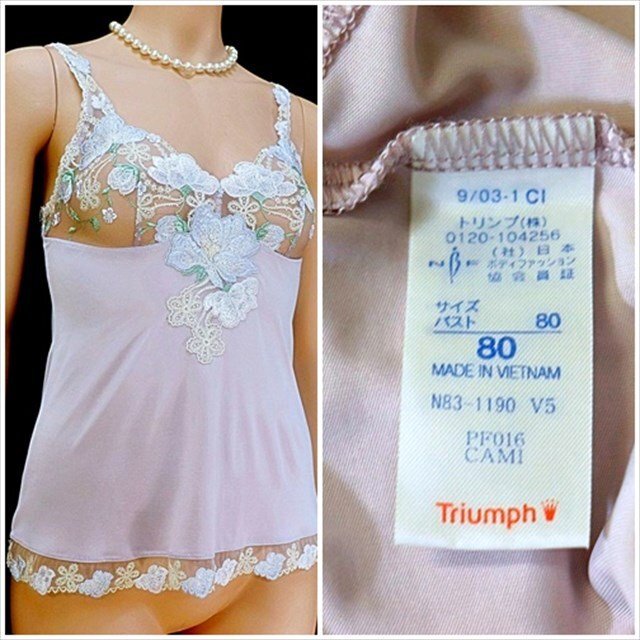 9/03-1 CI
トリンプ(株)
0120-104256
(社)日本
NBF ボディファッション
協会員証
サイズ
バスト 80
80
MADE IN VIETNAM
N83-1190 V5
PF016
CAMI
Triumph